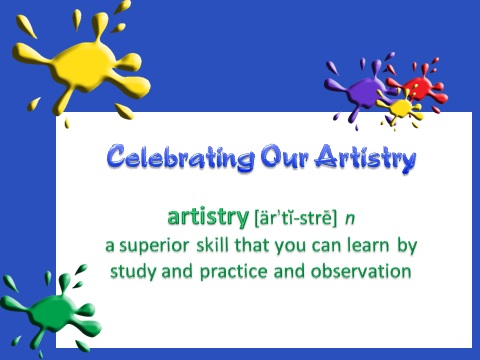 Celebrating Our Artistry
artistry [är'tĭ-strē] n
a superior skill that you can learn by
study and practice and observation